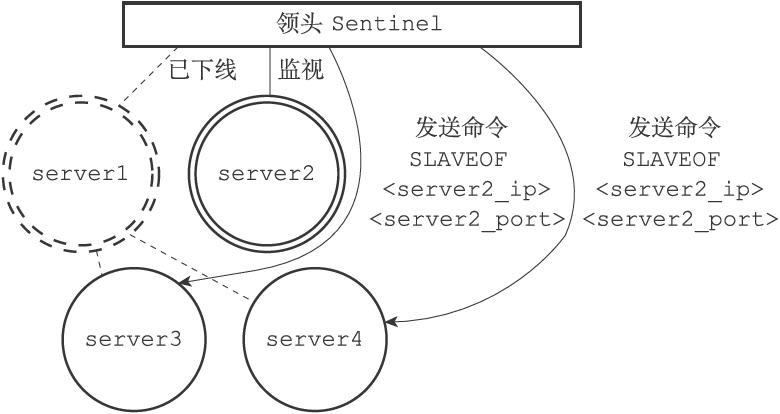 领头 Sentinel
已下线
监视
server1
server2
发送命令
SLAVEOF
<server2_ip>
<server2_port>
发送命令
SLAVEOF
<server2_ip>
<server2_port>
server3
server4